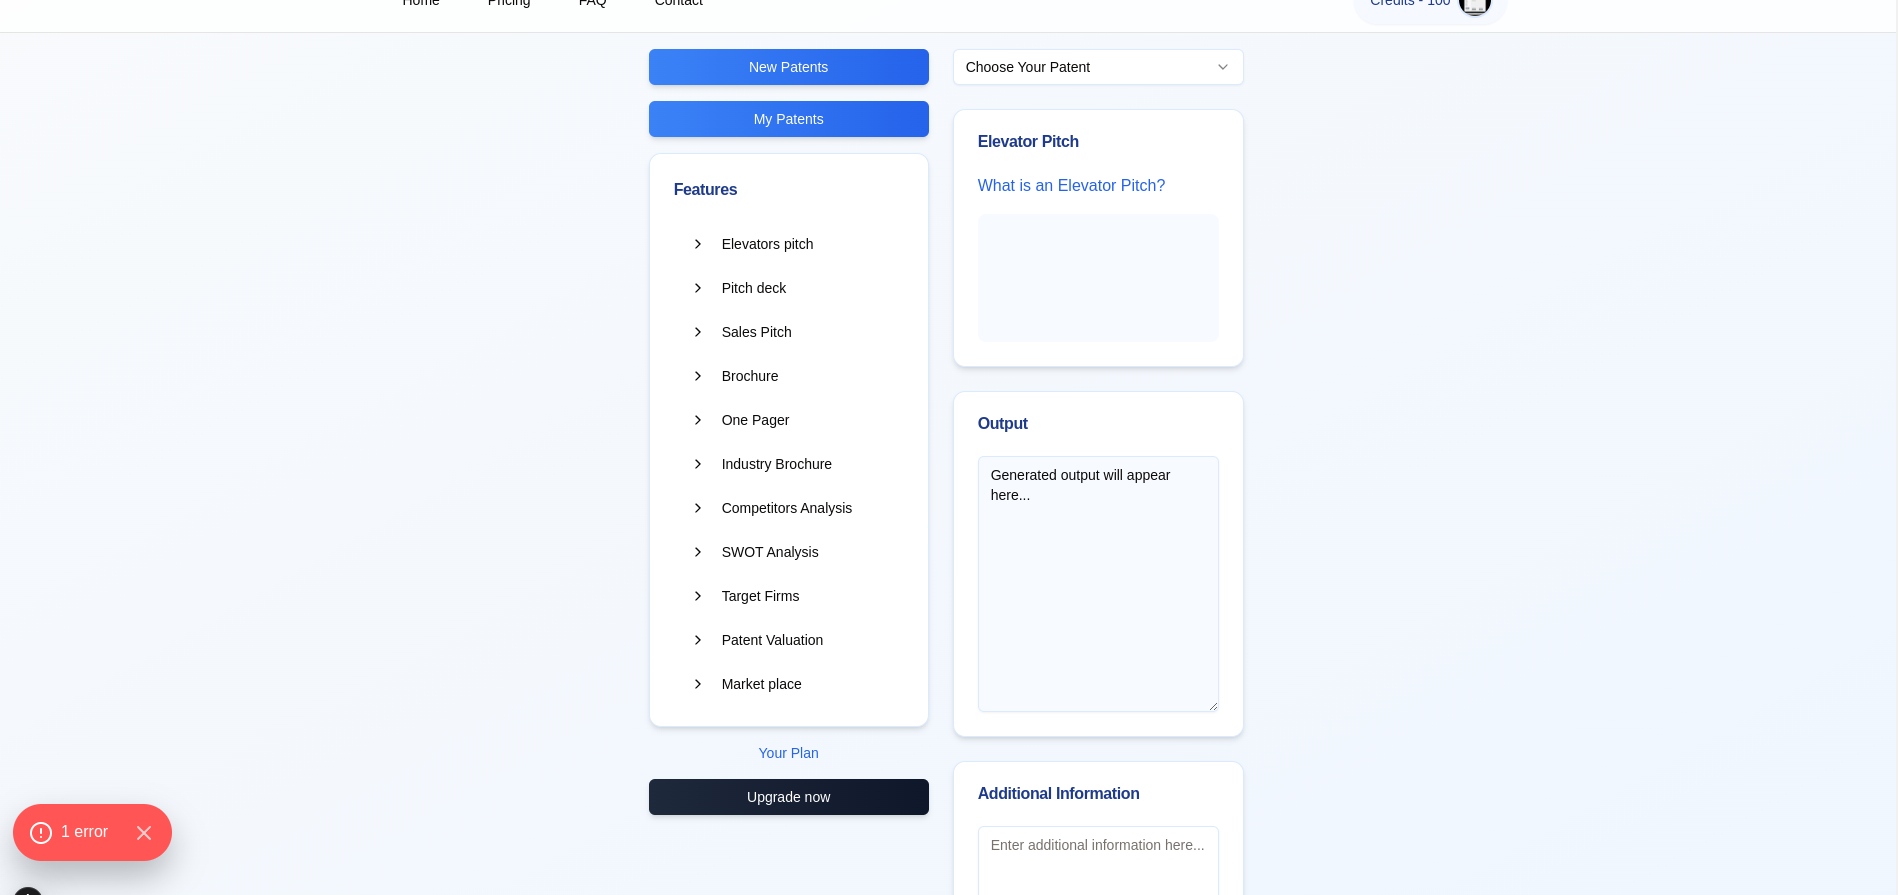 Home
Pricing
FAQ
Contact
Credits - 100
New Patents
My Patents
Features
Elevators pitch
Pitch deck
Sales Pitch
Brochure
One Pager
Industry Brochure
Competitors Analysis
SWOT Analysis
Target Firms
Patent Valuation
Market place
Your Plan
Upgrade now
Choose Your Patent
Elevator Pitch
What is an Elevator Pitch?
Output
Generated output will appear
here...
Additional Information
Enter additional information here...
1 error